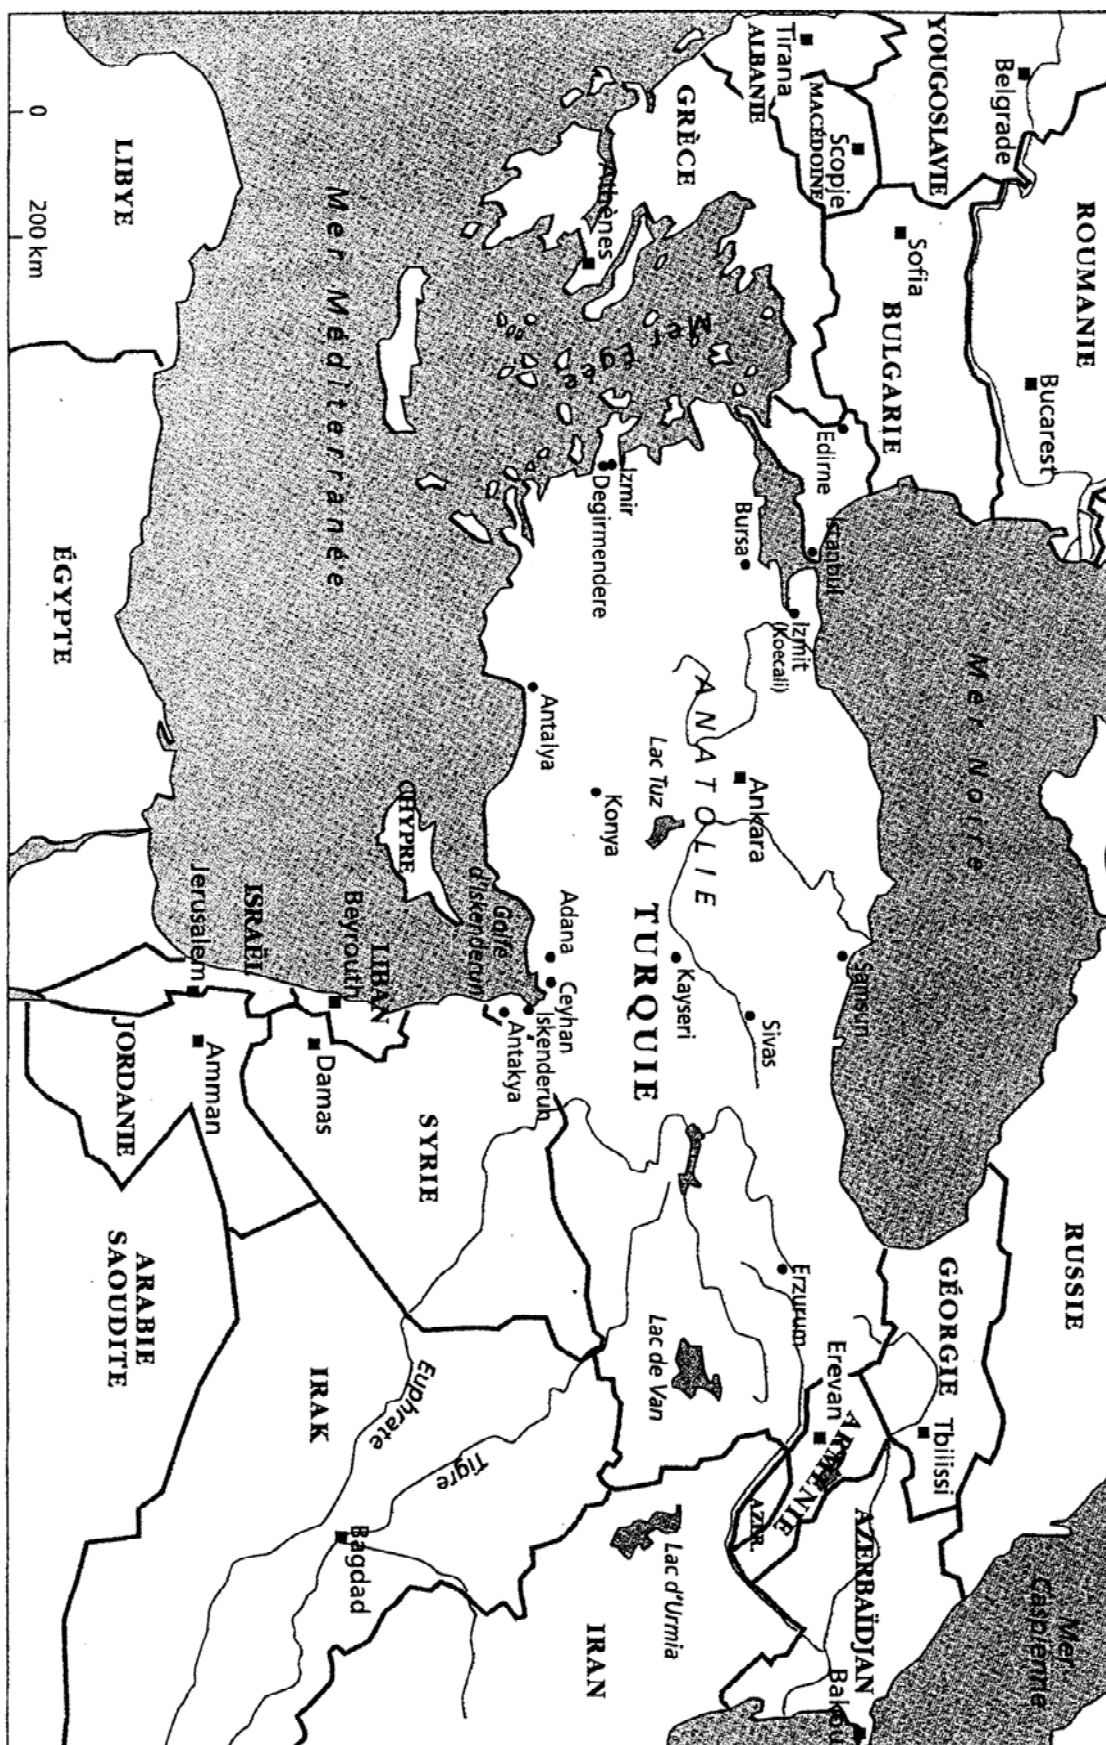 YOUGOSLAVIE
Belgrade
ROUMANIE
Bucarest
ALBANIE
Tirana
MACÉDOINE
Scopje
Sofia
BULGARIE
GRÈCE
Athènes
Mer Egée
Edirne
Istanbul
Izmit
(Koecali)
Bursa
Izmir
Degirmendere
Mer Noire
RUSSIE
GÉORGIE
Tbilissi
ARMENIE
Erevan
AZER.
AZERBAÏDJAN
Bakou
Mer
Caspienne
ANATOLIE
Ankara
Lac Tuz
TURQUIE
Samsun
Sivas
Kayseri
Konya
Antalya
Adana
Ceyhan
Iskenderun
Antakya
Golfe
d'Iskenderun
Erzurum
Lac de Van
Lac d'Urmia
IRAN
Mer Méditerranée
CHYPRE
LIBAN
Beyrouth
SYRIE
Damas
ISRAËL
Jerusalem
JORDANIE
Amman
IRAK
Euphrate
Tigre
Bagdad
ARABIE
SAOUDITE
LIBYE
ÉGYPTE
0
200 km